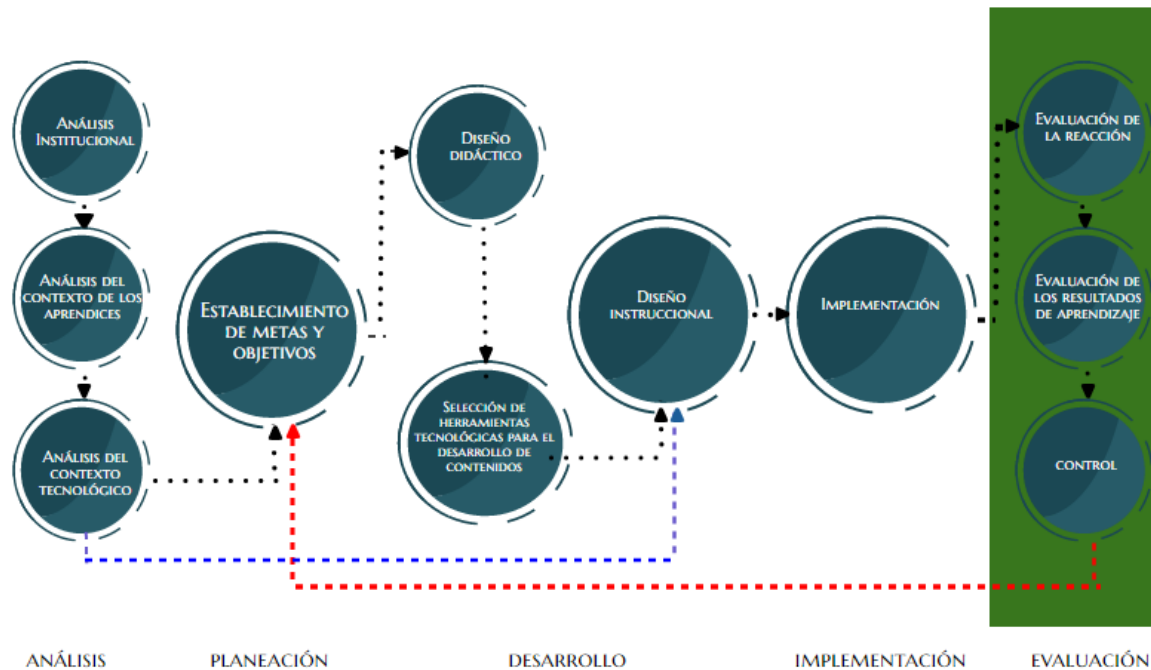 ANÁLISIS
INSTITUCIONAL
ANÁLISIS DEL
CONTEXTO DE LOS
APRENDICES
ANÁLISIS DEL
CONTEXTO
TECNOLÓGICO
ESTABLECIMIENTO
DE METAS Y
OBJETIVOS
DISEÑO
DIDÁCTICO
SELECCIÓN DE
HERRAMIENTAS
TECNOLÓGICAS PARA EL
DESARROLLO DE
CONTENIDOS
DISEÑO
INSTRUCCIONAL
IMPLEMENTACIÓN
EVALUACIÓN DE
LA REACCIÓN
EVALUACIÓN DE
LOS RESULTADOS
DE APRENDIZAJE
CONTROL
ANÁLISIS
PLANEACIÓN
DESARROLLO
IMPLEMENTACIÓN
EVALUACIÓN